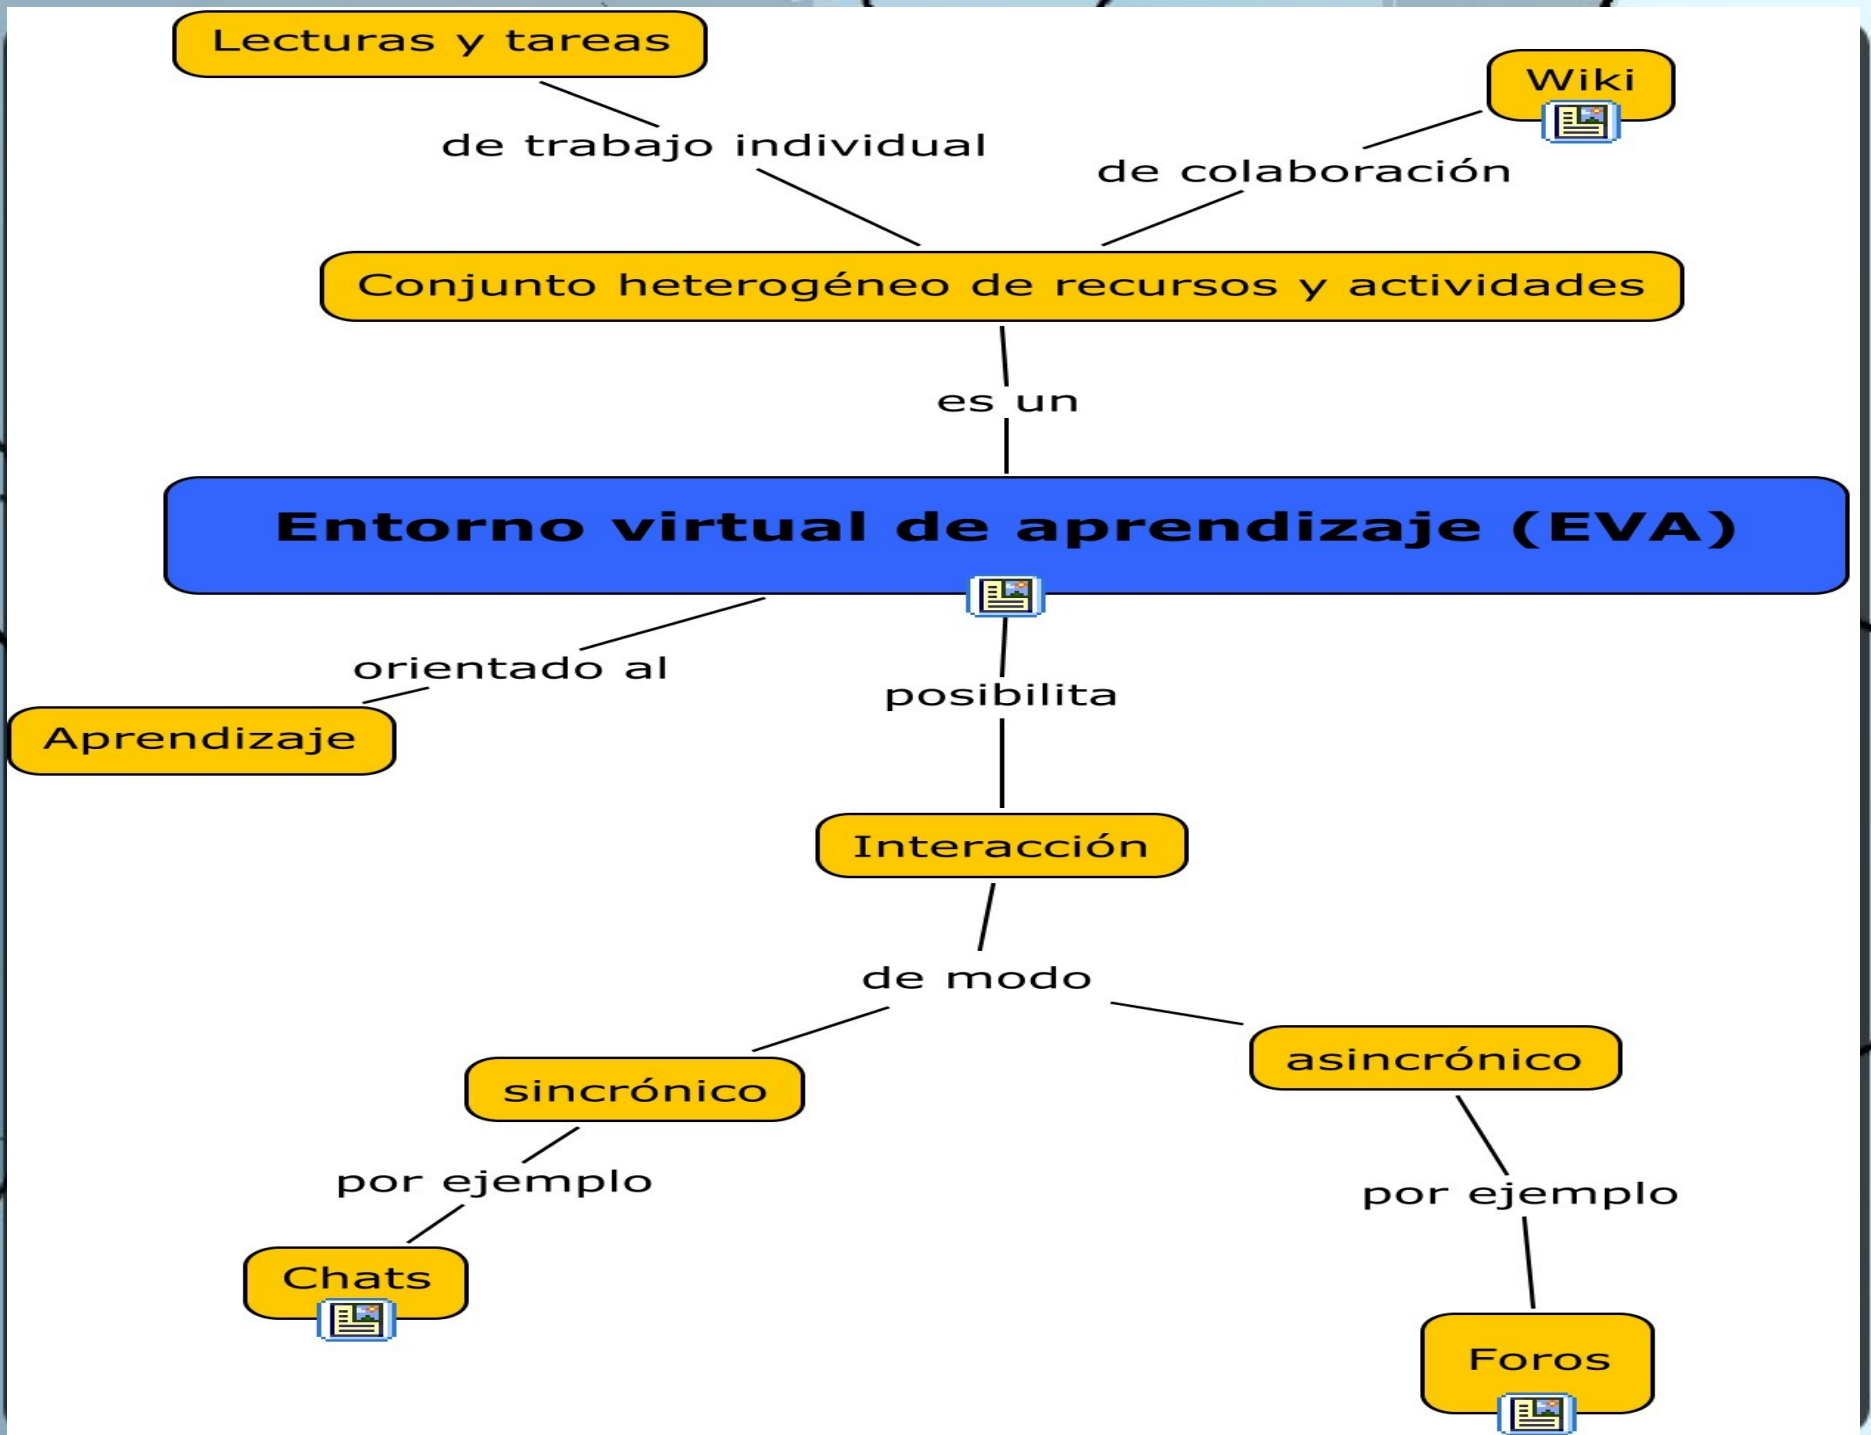 Lecturas y tareas
Wiki
de trabajo individual
de colaboración
Conjunto heterogéneo de recursos y actividades
es un
Entorno virtual de aprendizaje (EVA)
orientado al
posibilita
Aprendizaje
Interacción
de modo
asincrónico
sincrónico
por ejemplo
por ejemplo
Chats
Foros